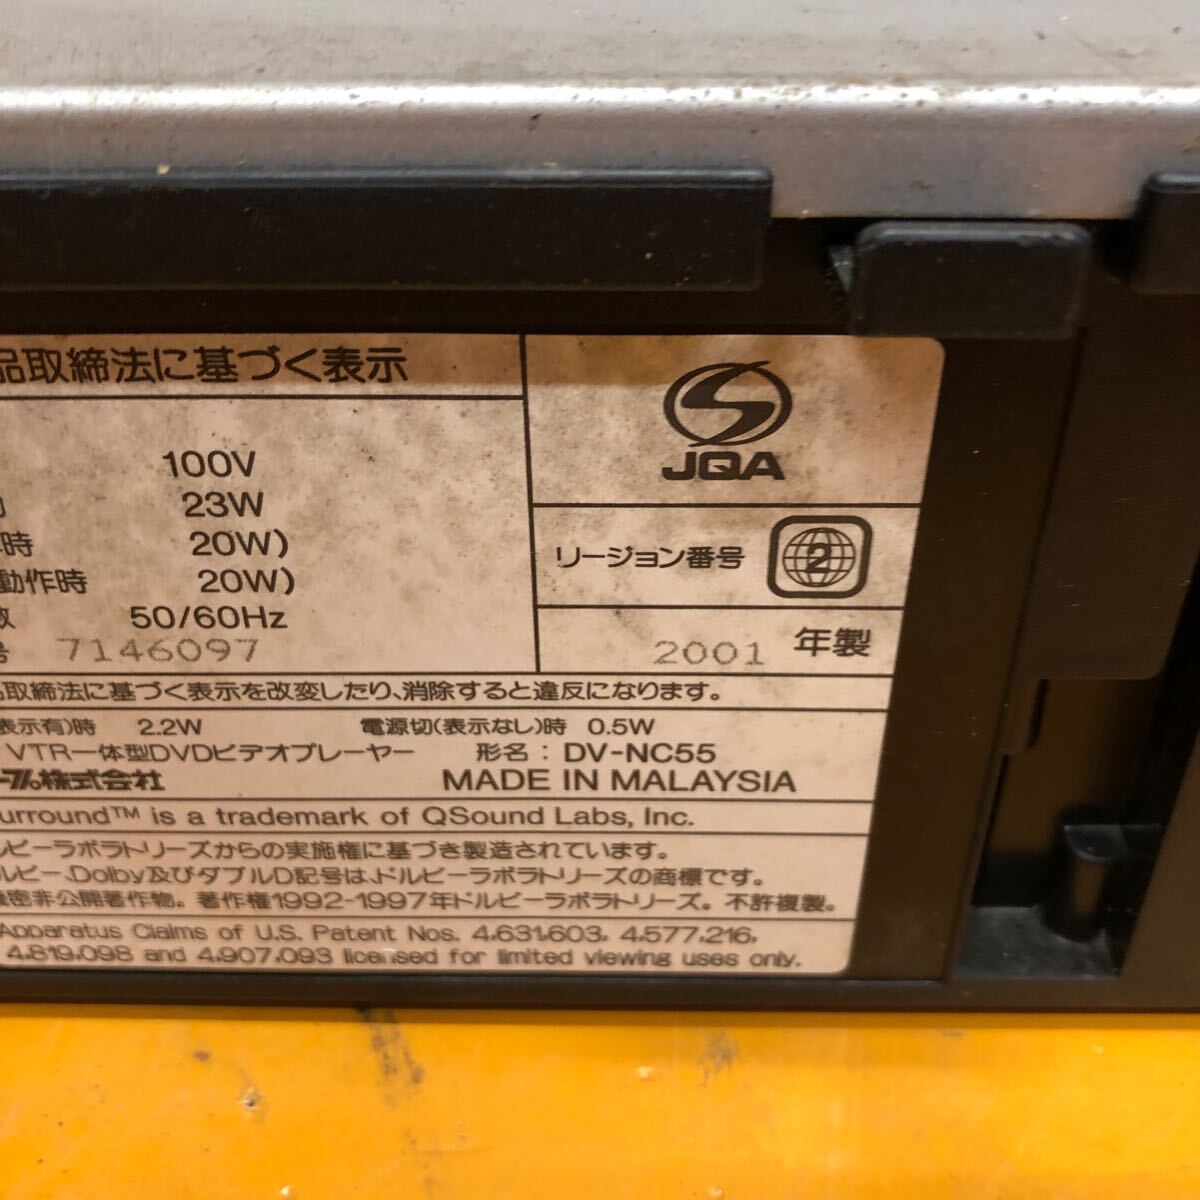 品取締法に基づく表示
100V
23W
時 20W)
動作時 20W)
数 50/60Hz
号 7146097
JQA
リージョン番号 2
2001 年製
取締法に基づく表示を改変したり、消除すると違反になります。
表示有)時 2.2W 電源切(表示なし)時 0.5W
VTR一体型DVDビデオプレーヤー 形名: DV-NC55
株式会社 MADE IN MALAYSIA
urround™ is a trademark of QSound Labs, Inc.
ルビーラボラトリーズからの実施権に基づき製造されています。
ルビー、Dolby及びダブルD記号は、ドルビーラボラトリーズの商標です。
密非公開著作物。著作権1992-1997年ドルビーラボラトリーズ。不許複製。
Apparatus Claims of U.S. Patent Nos. 4,631,603, 4,577,216,
4,819,098 and 4,907,093 licensed for limited viewing uses only.